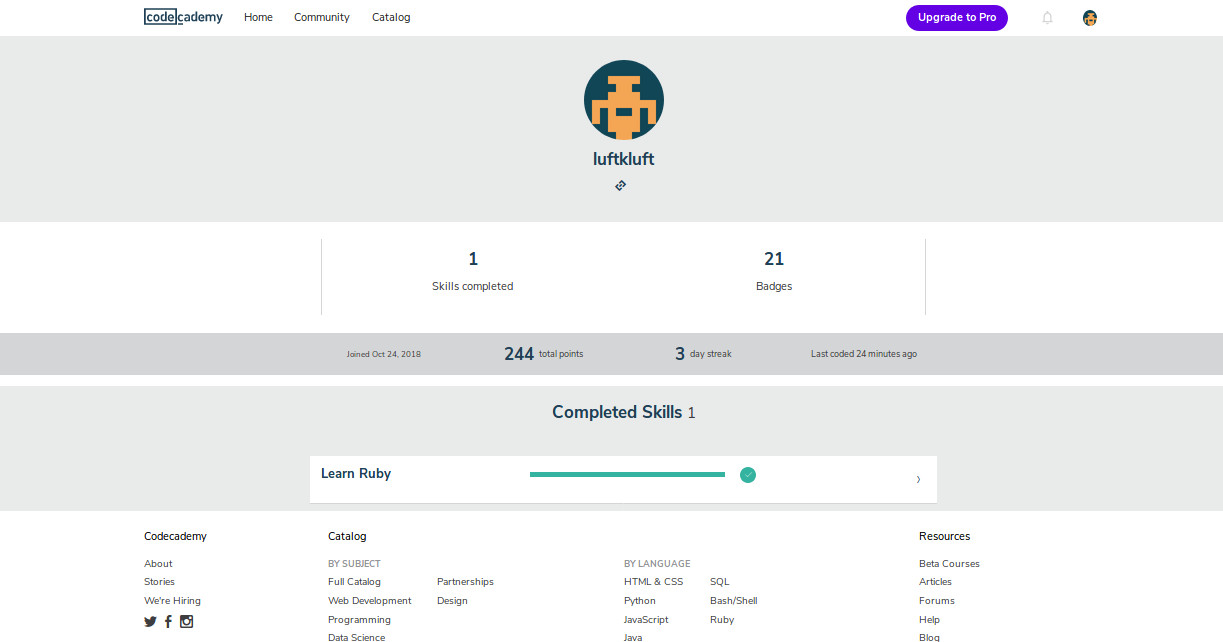 codecademy Home Community Catalog Upgrade to Pro
luftkluft
1 21
Skills completed Badges
Joined Oct 24, 2018 244 total points 3 day streak Last coded 24 minutes ago
Completed Skills 1
Learn Ruby
Codecademy Catalog Resources
About BY SUBJECT BY LANGUAGE Beta Courses
Stories Full Catalog Partnerships HTML & CSS SQL Articles
We're Hiring Web Development Design Python Bash/Shell Forums
Programming JavaScript Ruby Help
Data Science Java Blog